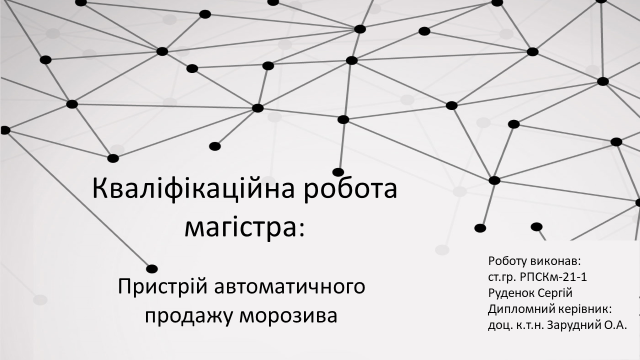 Кваліфікаційна робота
магістра:
Пристрій автоматичного
продажу морозива
Роботу виконав:
ст.гр. РПСКм-21-1
Руденок Сергій
Дипломний керівник:
доц. к.т.н. Зарудний О.А.